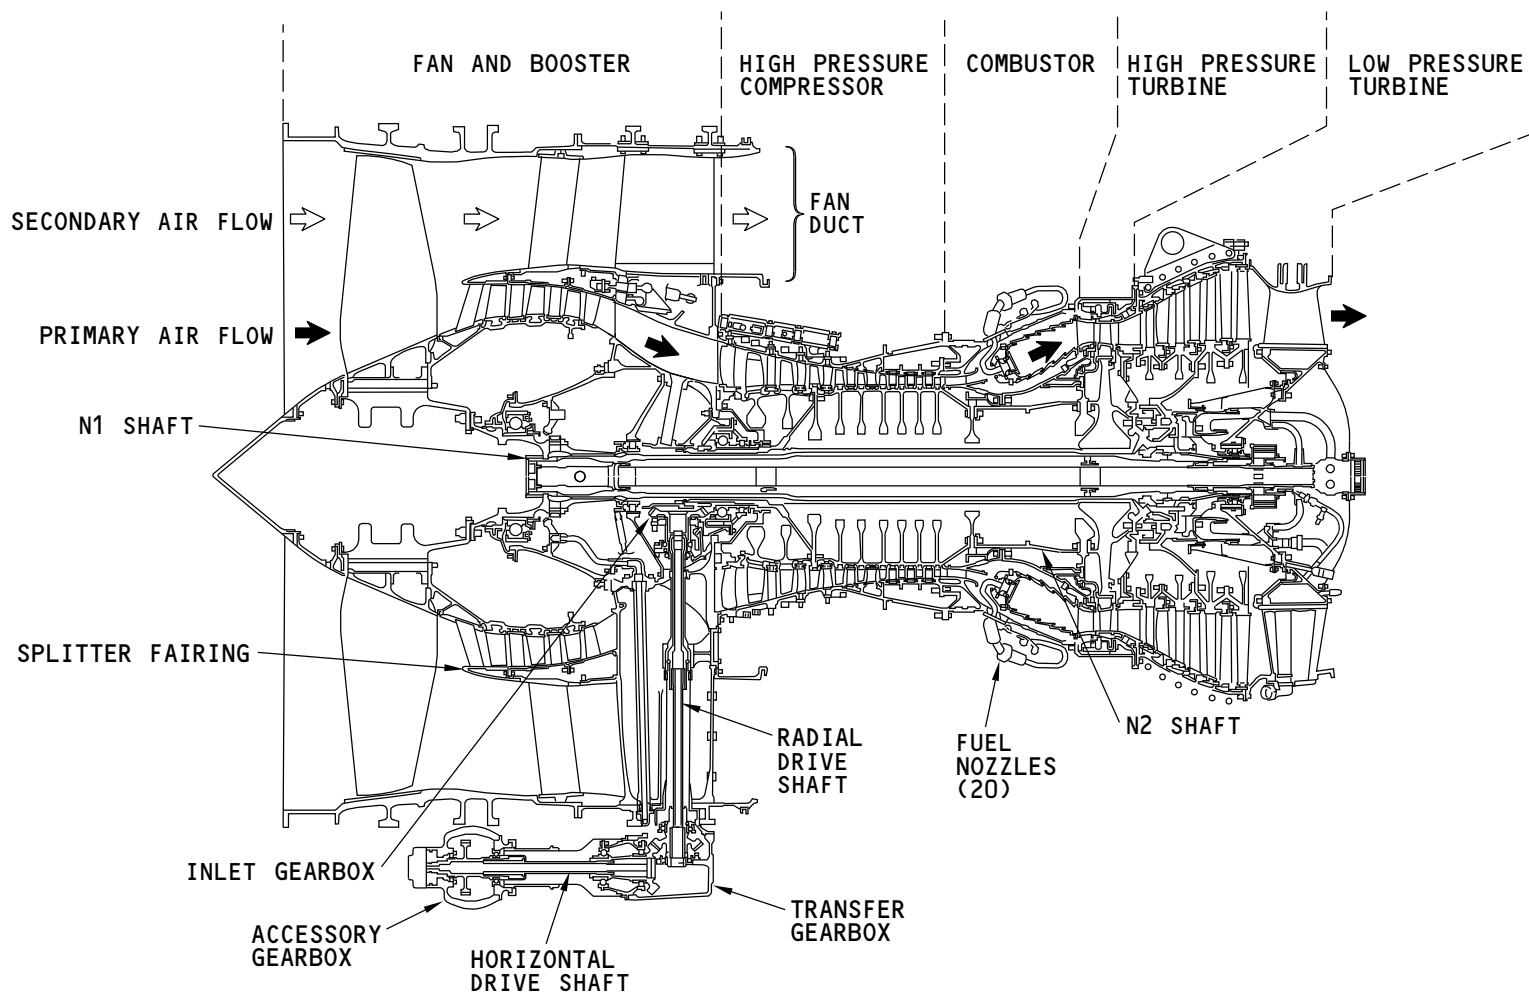 FAN AND BOOSTER
HIGH PRESSURE
COMPRESSOR
COMBUSTOR
HIGH PRESSURE
TURBINE
LOW PRESSURE
TURBINE
SECONDARY AIR FLOW
FAN
DUCT
PRIMARY AIR FLOW
N1 SHAFT
SPLITTER FAIRING
RADIAL
DRIVE
SHAFT
FUEL
NOZZLES
(20)
N2 SHAFT
INLET GEARBOX
ACCESSORY
GEARBOX
HORIZONTAL
DRIVE SHAFT
TRANSFER
GEARBOX